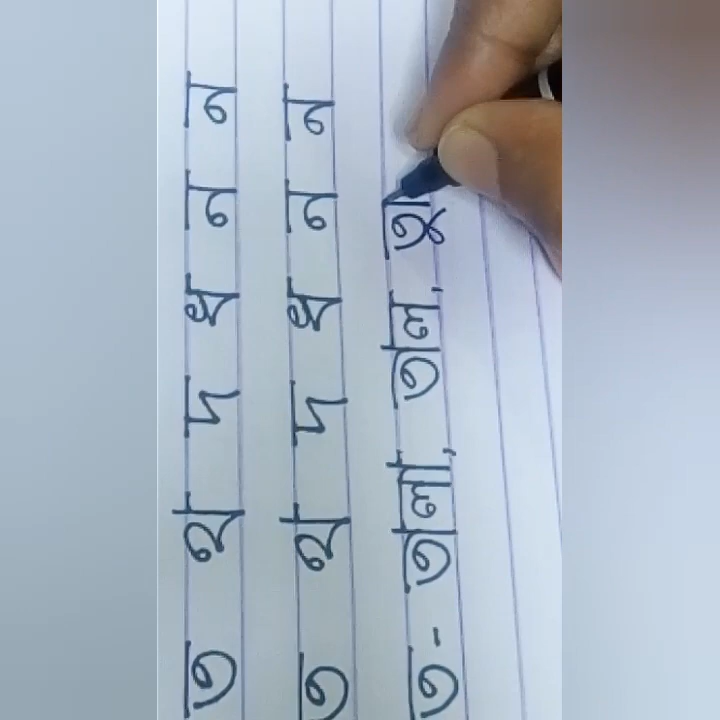 ত থ দ ধ ন ন
ত থ দ ধ ন ন
ত - তালা, তাল,